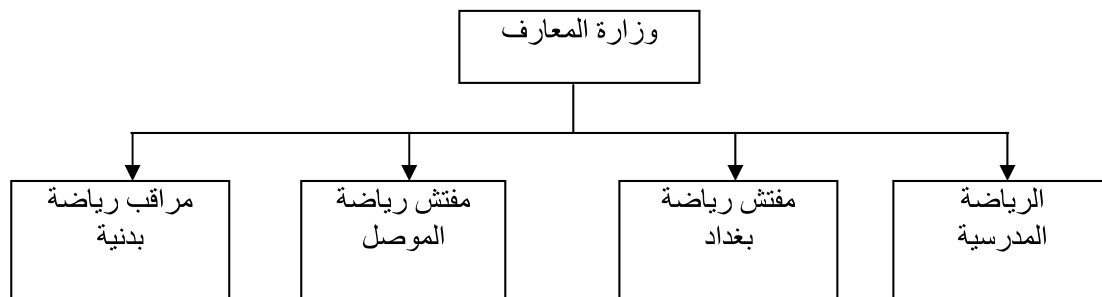 وزارة المعارف
الرياضة
المدرسية
مفتش رياضة
بغداد
مفتش رياضة
الموصل
مراقب رياضة
بدنية